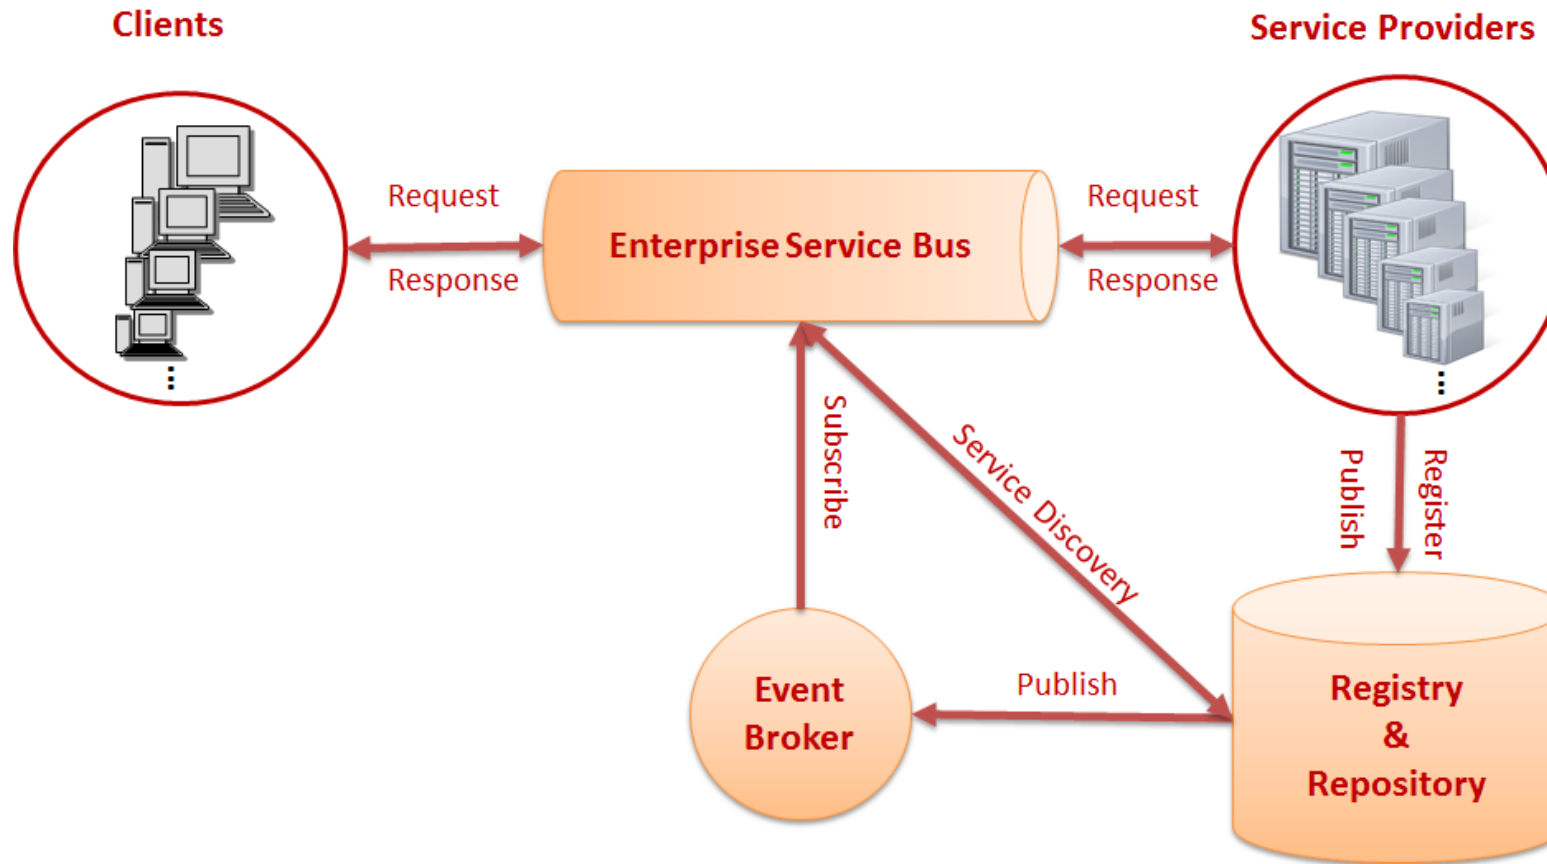 Clients
Service Providers
Request
Response
Enterprise Service Bus
Request
Response
Subscribe
Service Discovery
Publish
Register
Event
Broker
Publish
Registry
&
Repository